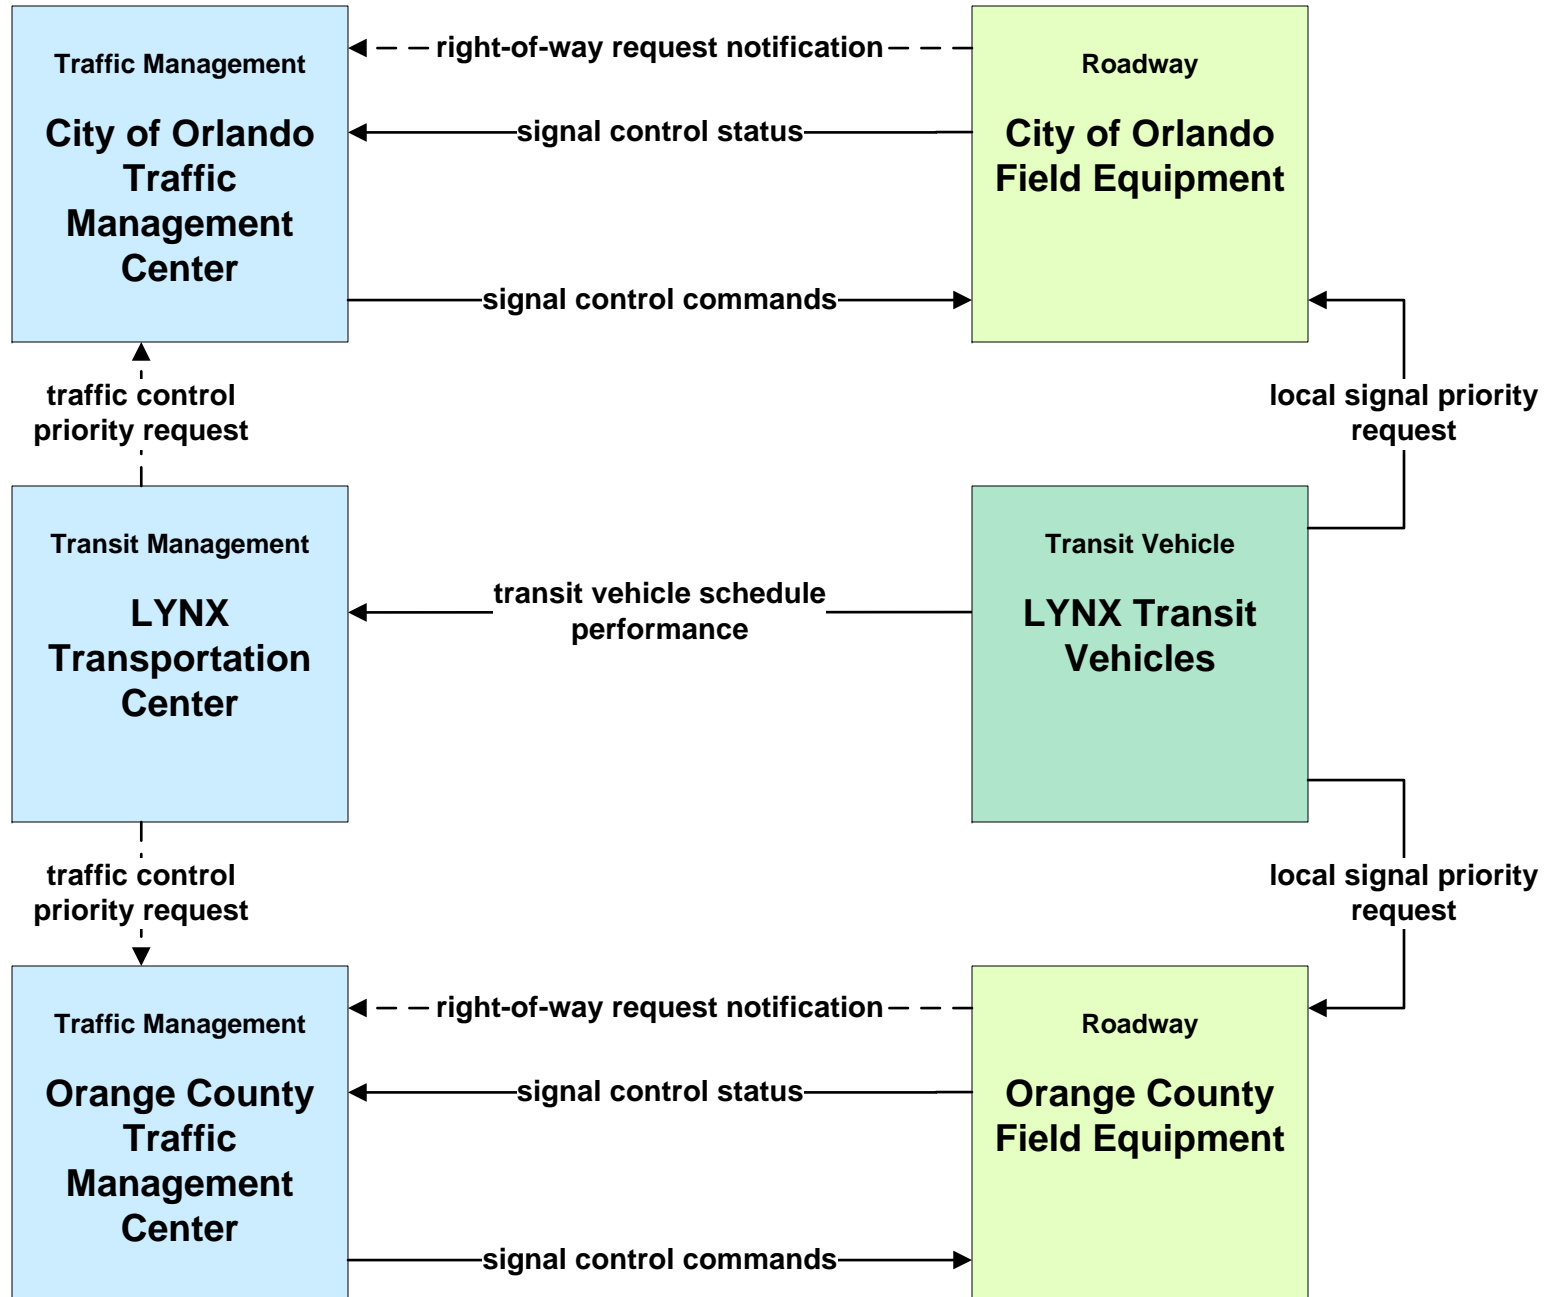 Traffic Management
City of Orlando
Traffic
Management
Center
right-of-way request notification
signal control status
signal control commands
Roadway
City of Orlando
Field Equipment
traffic control
priority request
local signal priority
request
Transit Management
LYNX
Transportation
Center
transit vehicle schedule
performance
Transit Vehicle
LYNX Transit
Vehicles
traffic control
priority request
local signal priority
request
Traffic Management
Orange County
Traffic
Management
Center
right-of-way request notification
signal control status
signal control commands
Roadway
Orange County
Field Equipment